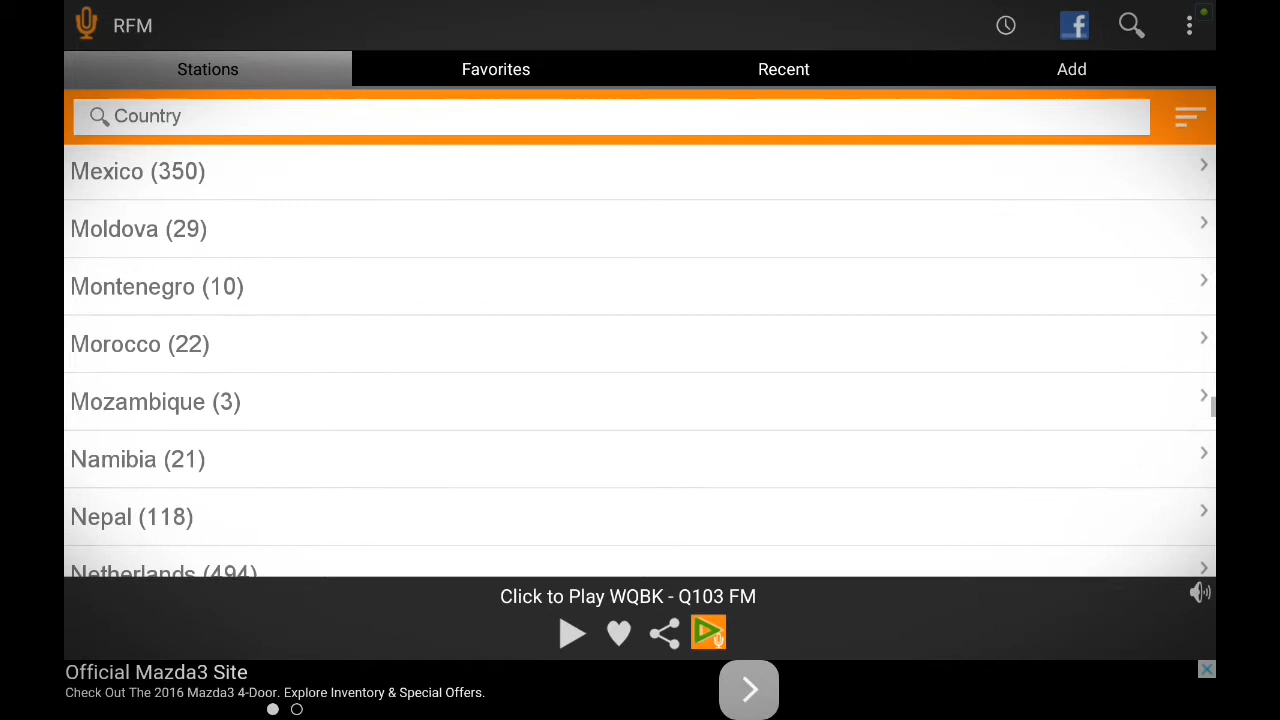 RFM
Stations
Favorites
Recent
Add
Country
Mexico (350)
Moldova (29)
Montenegro (10)
Morocco (22)
Mozambique (3)
Namibia (21)
Nepal (118)
Netherlands (494)
Click to Play WQBK - Q103 FM
Official Mazda3 Site
Check Out The 2016 Mazda3 4-Door. Explore Inventory & Special Offers.